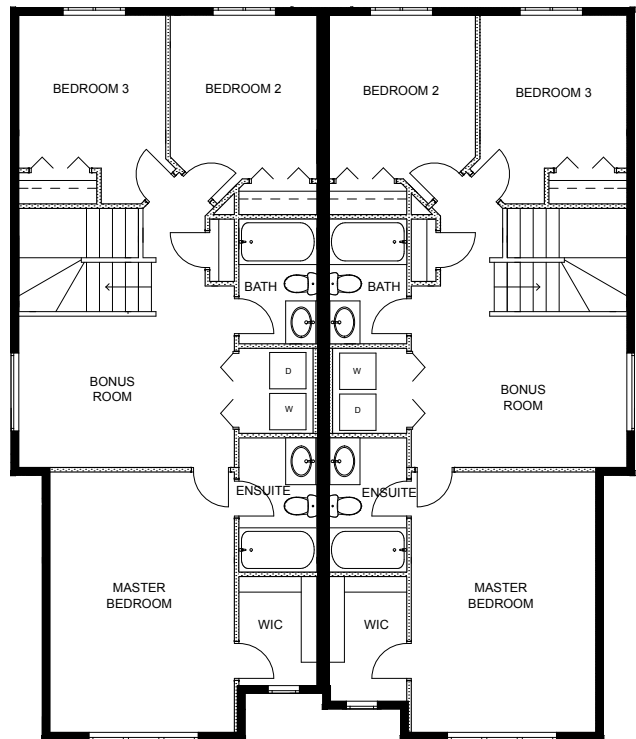 BEDROOM 3
BEDROOM 2
BEDROOM 2
BEDROOM 3
BATH
BATH
D
W
BONUS
ROOM
BONUS
ROOM
W
D
ENSUITE
ENSUITE
MASTER
BEDROOM
MASTER
BEDROOM
WIC
WIC